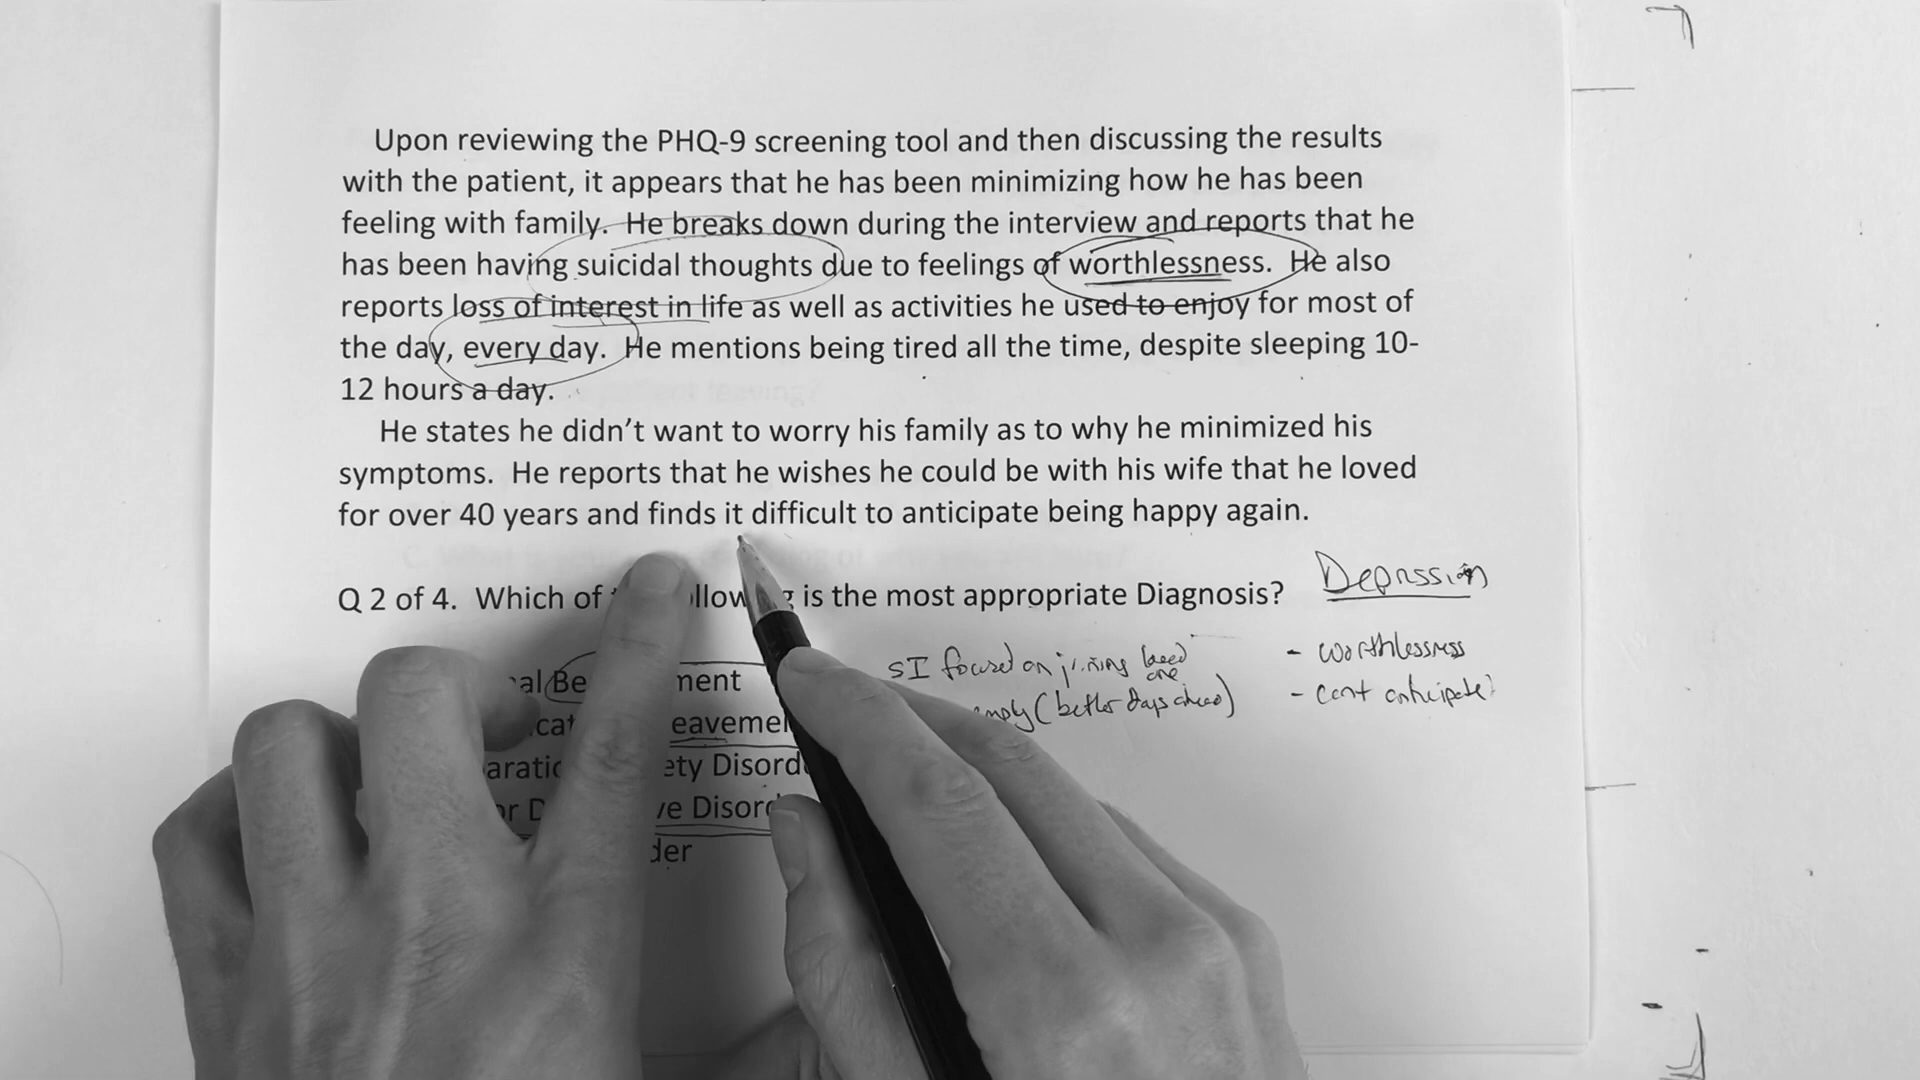 Upon reviewing the PHQ-9 screening tool and then discussing the results
with the patient, it appears that he has been minimizing how he has been
feeling with family. He breaks down during the interview and reports that he
has been having suicidal thoughts due to feelings of worthlessness. He also
reports loss of interest in life as well as activities he used to enjoy for most of
the day, every day. He mentions being tired all the time, despite sleeping 10-
12 hours a day.
He states he didn't want to worry his family as to why he minimized his
symptoms. He reports that he wishes he could be with his wife that he loved
for over 40 years and finds it difficult to anticipate being happy again.
Q 2 of 4. Which of is the most appropriate Diagnosis?
Depression
SI focused on joining loved one
(better days ahead)
- worthlessness
- cant anticipate